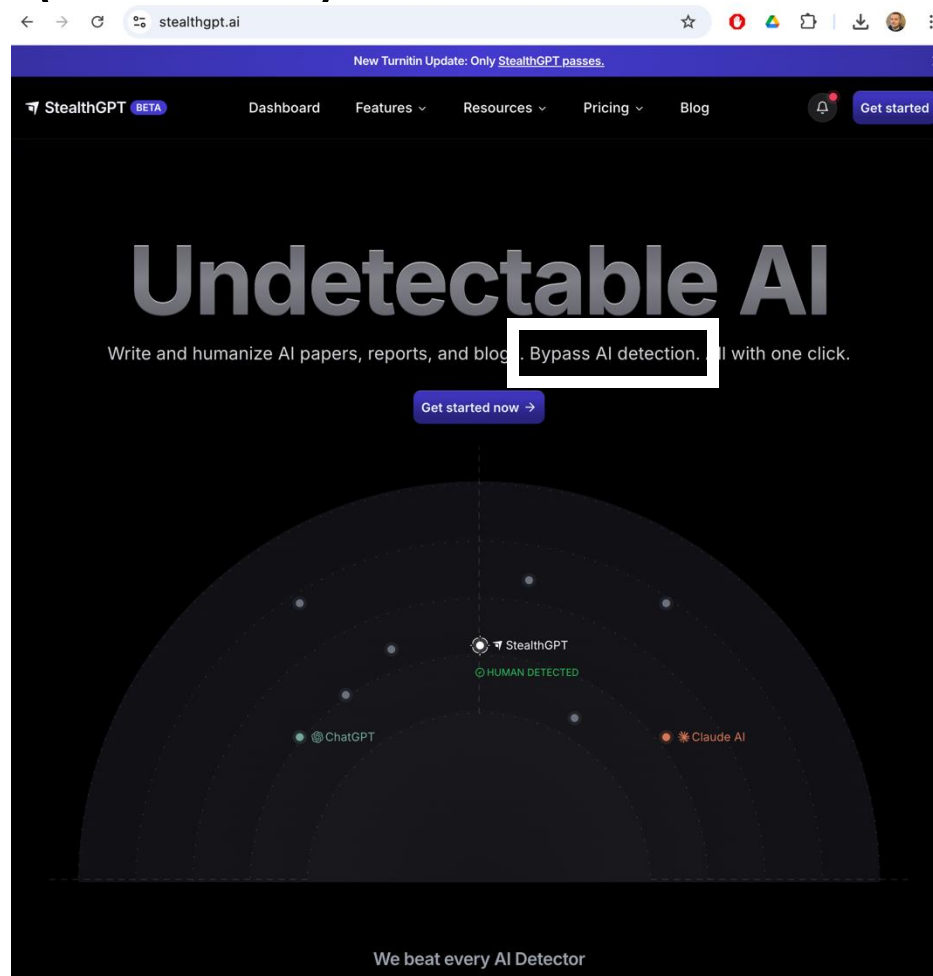 stealthgpt.ai
New Turnitin Update: Only StealthGPT passes.
StealthGPT BETA Dashboard Features Resources Pricing Blog Get started
Undetectable AI
Write and humanize AI papers, reports, and blog . Bypass AI detection. ll with one click.
Get started now →
StealthGPT
HUMAN DETECTED
ChatGPT Claude AI
We beat every AI Detector